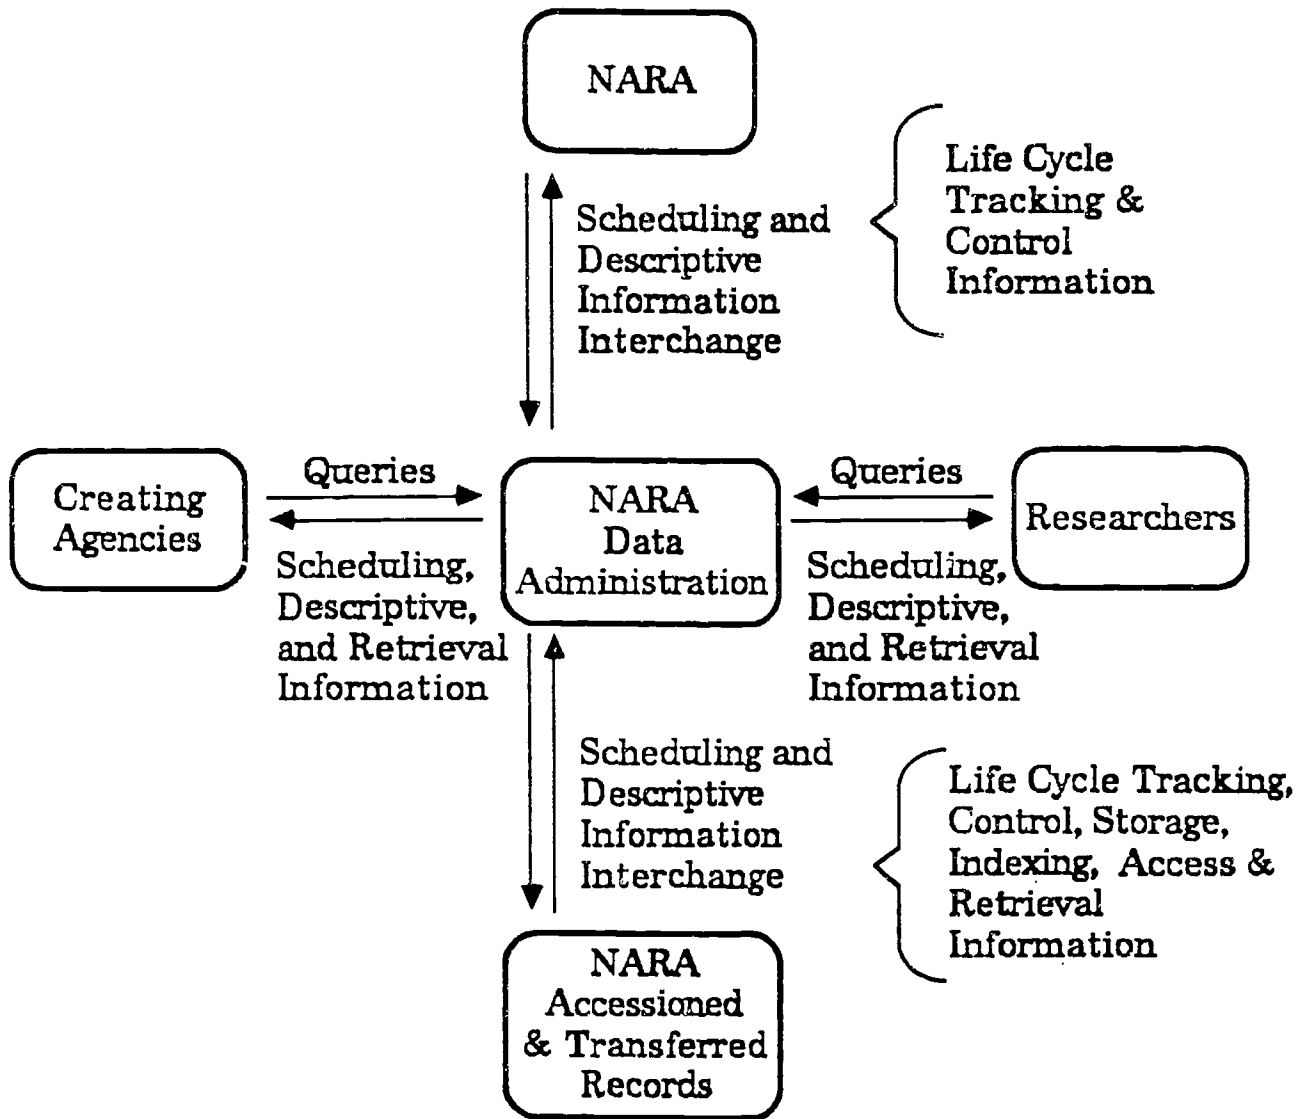 NARA
Scheduling and
Descriptive
Information
Interchange
Life Cycle
Tracking &
Control
Information
Creating
Agencies
Queries
Scheduling,
Descriptive,
and Retrieval
Information
NARA
Data
Administration
Queries
Scheduling,
Descriptive,
and Retrieval
Information
Researchers
Scheduling and
Descriptive
Information
Interchange
Life Cycle Tracking,
Control, Storage,
Indexing, Access &
Retrieval
Information
NARA
Accessioned
& Transferred
Records